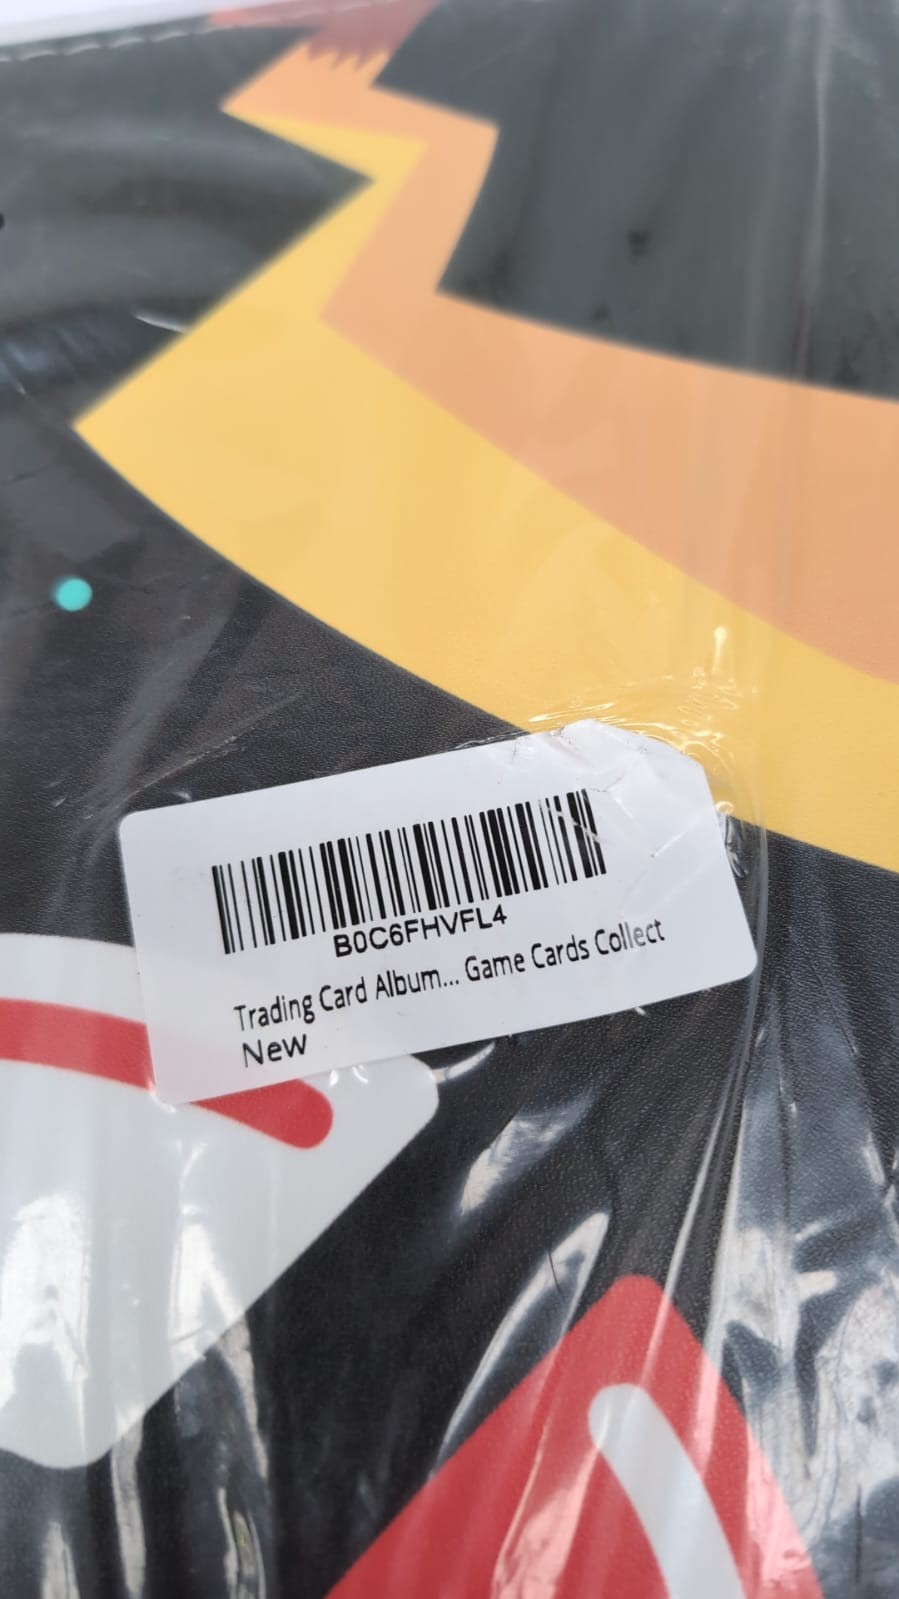 B0C6FHVFL4
Trading Card Album... Game Cards Collect
New